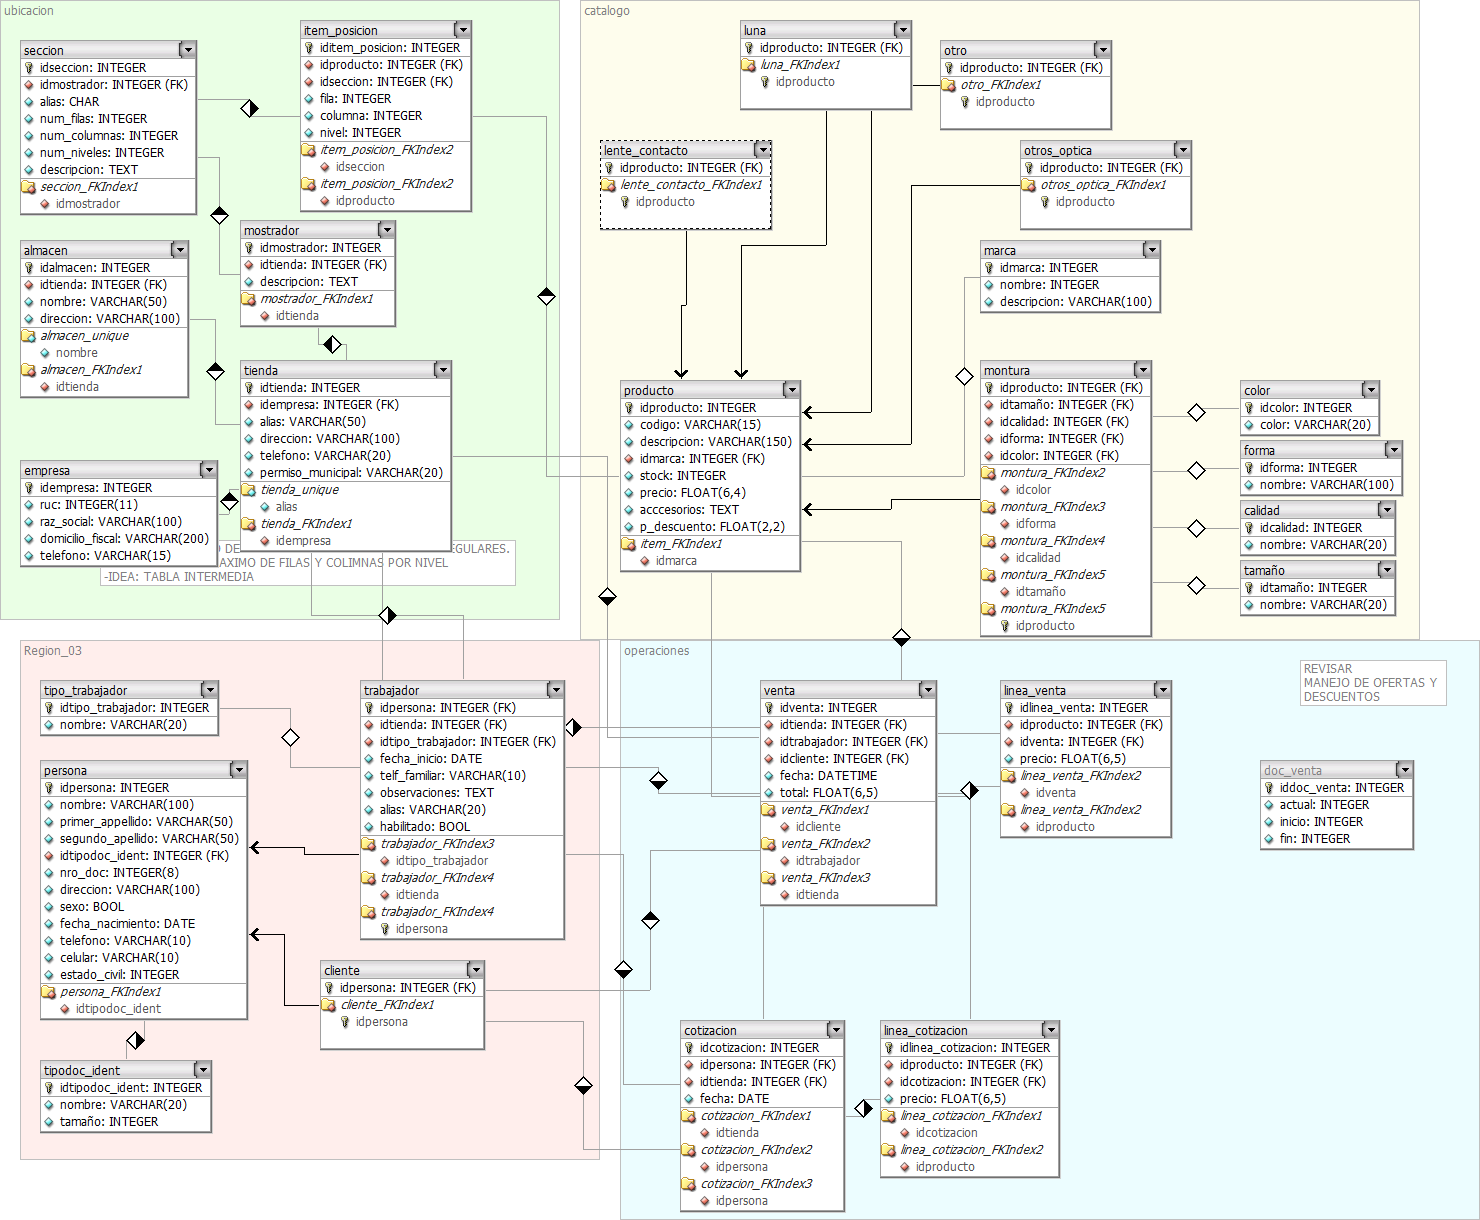 ubicacion
seccion
idseccion: INTEGER
idmostrador: INTEGER (FK)
alias: CHAR
num_filas: INTEGER
num_columnas: INTEGER
num_niveles: INTEGER
descripcion: TEXT
seccion_FKIndex1
idmostrador
item_posicion
iditem_posicion: INTEGER
idproducto: INTEGER (FK)
idseccion: INTEGER (FK)
fila: INTEGER
columna: INTEGER
nivel: INTEGER
item_posicion_FKIndex2
idseccion
item_posicion_FKIndex2
idproducto
mostrador
idmostrador: INTEGER
idtienda: INTEGER (FK)
descripcion: TEXT
mostrador_FKIndex1
idtienda
almacen
idalmacen: INTEGER
idtienda: INTEGER (FK)
nombre: VARCHAR(50)
direccion: VARCHAR(100)
almacen_unique
nombre
almacen_FKIndex1
idtienda
tienda
idtienda: INTEGER
idempresa: INTEGER (FK)
alias: VARCHAR(50)
direccion: VARCHAR(100)
telefono: VARCHAR(20)
permiso_municipal: VARCHAR(20)
tienda_unique
alias
tienda_FKIndex1
idempresa
empresa
idempresa: INTEGER
ruc: INTEGER(11)
raz_social: VARCHAR(100)
domicilio_fiscal: VARCHAR(200)
telefono: VARCHAR(15)
FILAS Y COLIMNAS POR NIVEL
-IDEA: TABLA INTERMEDIA
catalogo
luna
idproducto: INTEGER (FK)
luna_FKIndex1
idproducto
otro
idproducto: INTEGER (FK)
otro_FKIndex1
idproducto
lente_contacto
idproducto: INTEGER (FK)
lente_contacto_FKIndex1
idproducto
otros_optica
idproducto: INTEGER (FK)
otros_optica_FKIndex1
idproducto
marca
idmarca: INTEGER
nombre: INTEGER
descripcion: VARCHAR(100)
producto
idproducto: INTEGER
codigo: VARCHAR(15)
descripcion: VARCHAR(150)
idmarca: INTEGER (FK)
stock: INTEGER
precio: FLOAT(6,4)
acccesorios: TEXT
p_descuento: FLOAT(2,2)
item_FKIndex1
idmarca
montura
idproducto: INTEGER (FK)
idtamaño: INTEGER (FK)
idcalidad: INTEGER (FK)
idforma: INTEGER (FK)
idcolor: INTEGER (FK)
montura_FKIndex2
idcolor
montura_FKIndex3
idforma
montura_FKIndex4
idcalidad
montura_FKIndex5
idtamaño
montura_FKIndex5
idproducto
color
idcolor: INTEGER
color: VARCHAR(20)
forma
idforma: INTEGER
nombre: VARCHAR(100)
calidad
idcalidad: INTEGER
nombre: VARCHAR(20)
tamaño
idtamaño: INTEGER
nombre: VARCHAR(20)
Region_03
tipo_trabajador
idtipo_trabajador: INTEGER
nombre: VARCHAR(20)
persona
idpersona: INTEGER
nombre: VARCHAR(100)
primer_appellido: VARCHAR(50)
segundo_apellido: VARCHAR(50)
idtipodoc_ident: INTEGER (FK)
nro_doc: INTEGER(8)
direccion: VARCHAR(100)
sexo: BOOL
fecha_nacimiento: DATE
telefono: VARCHAR(10)
celular: VARCHAR(10)
estado_civil: INTEGER
persona_FKIndex1
idtipodoc_ident
tipodoc_ident
idtipodoc_ident: INTEGER
nombre: VARCHAR(20)
tamaño: INTEGER
trabajador
idpersona: INTEGER (FK)
idtienda: INTEGER (FK)
idtipo_trabajador: INTEGER (FK)
fecha_inicio: DATE
telf_familiar: VARCHAR(10)
observaciones: TEXT
alias: VARCHAR(20)
habilitado: BOOL
trabajador_FKIndex3
idtipo_trabajador
trabajador_FKIndex4
idtienda
trabajador_FKIndex4
idpersona
cliente
idpersona: INTEGER (FK)
cliente_FKIndex1
idpersona
operaciones
REVISAR
MANEJO DE OFERTAS Y
DESCUENTOS
venta
idventa: INTEGER
idtienda: INTEGER (FK)
idtrabajador: INTEGER (FK)
idcliente: INTEGER (FK)
fecha: DATETIME
total: FLOAT(6,5)
venta_FKIndex1
idcliente
venta_FKIndex2
idtrabajador
venta_FKIndex3
idtienda
linea_venta
idlinea_venta: INTEGER
idproducto: INTEGER (FK)
idventa: INTEGER (FK)
precio: FLOAT(6,5)
linea_venta_FKIndex2
idventa
linea_venta_FKIndex2
idproducto
doc_venta
iddoc_venta: INTEGER
actual: INTEGER
inicio: INTEGER
fin: INTEGER
cotizacion
idcotizacion: INTEGER
idpersona: INTEGER (FK)
idtienda: INTEGER (FK)
fecha: DATE
cotizacion_FKIndex1
idtienda
cotizacion_FKIndex2
idpersona
cotizacion_FKIndex3
idpersona
linea_cotizacion
idlinea_cotizacion: INTEGER
idproducto: INTEGER (FK)
idcotizacion: INTEGER (FK)
precio: FLOAT(6,5)
linea_cotizacion_FKIndex1
idcotizacion
linea_cotizacion_FKIndex2
idproducto